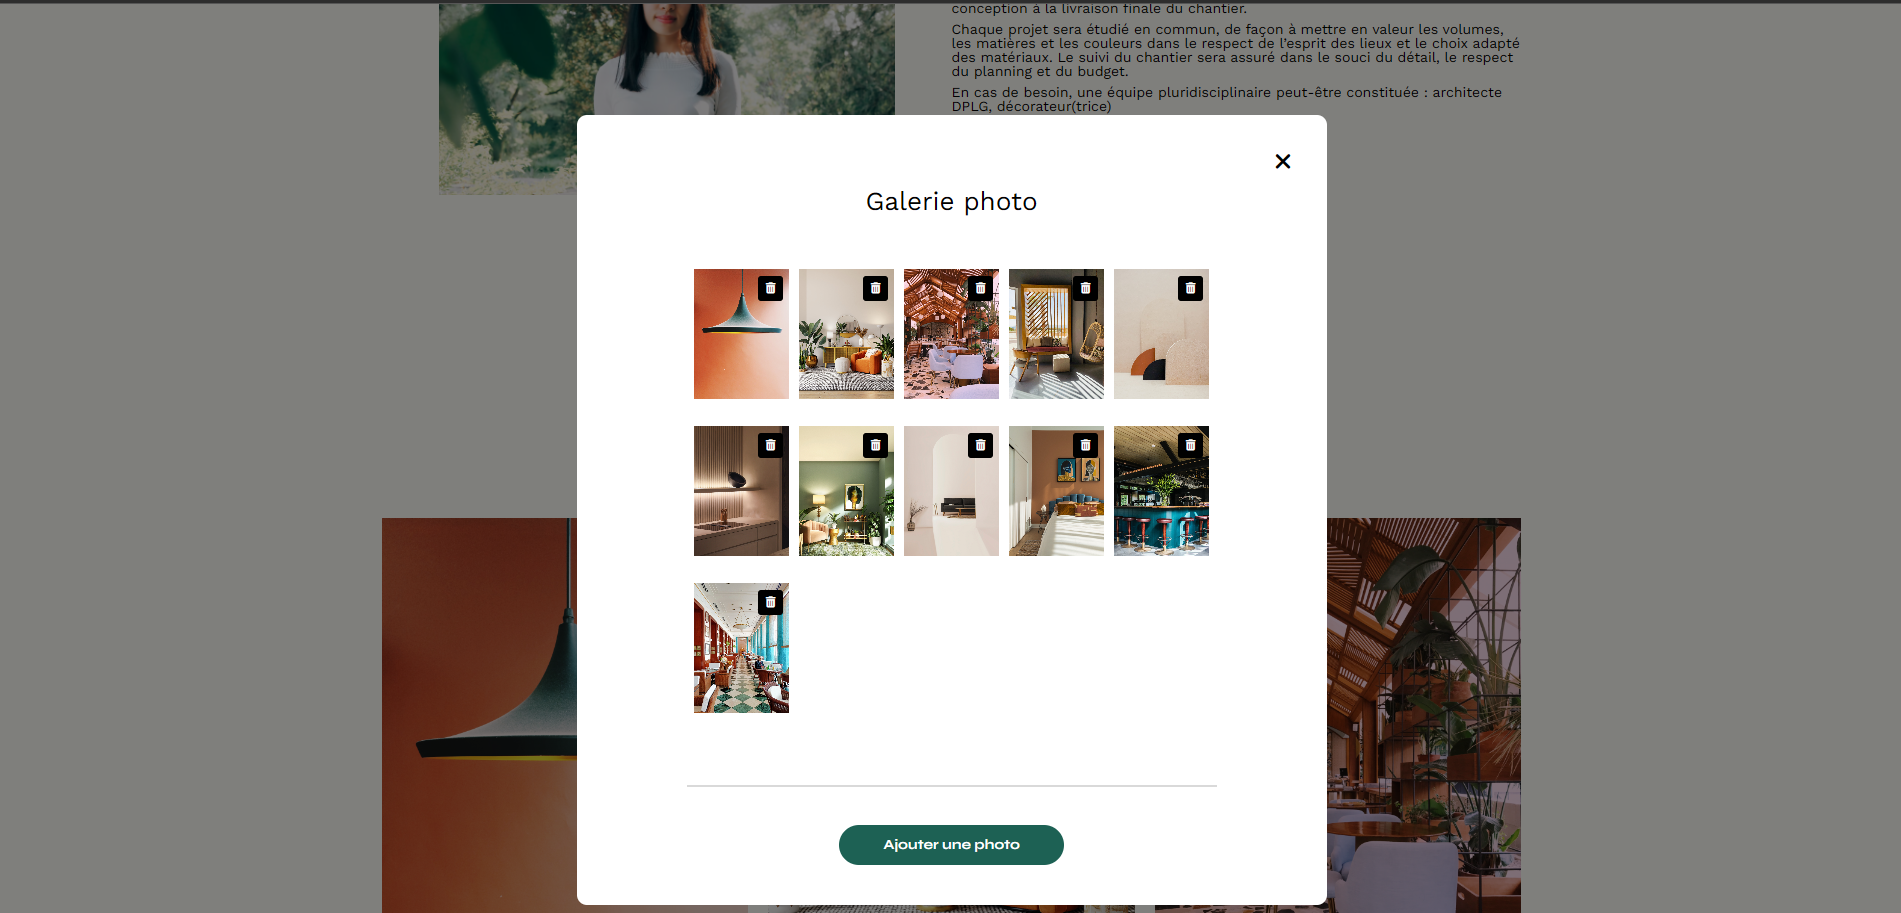 conception à la livraison finale du chantier.
Chaque projet sera étudié en commun, de façon à mettre en valeur les volumes,
les matières et les couleurs dans le respect de l'esprit des lieux et le choix adapté
des matériaux. Le suivi du chantier sera assuré dans le souci du détail, le respect
du planning et du budget.
En cas de besoin, une équipe pluridisciplinaire peut-être constituée : architecte
DPLG, décorateur(trice)
Galerie photo
Ajouter une photo